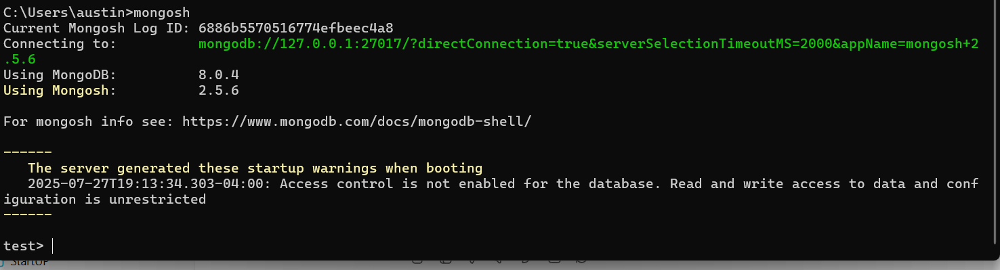 C:\Users\austin>mongosh
Current Mongosh Log ID: 6886b5570516774efbeec4a8
Connecting to:          mongodb://127.0.0.1:27017/?directConnection=true&serverSelectionTimeoutMS=2000&appName=mongosh+2
.5.6
Using MongoDB:          8.0.4
Using Mongosh:          2.5.6
For mongosh info see: https://www.mongodb.com/docs/mongodb-shell/
------
   The server generated these startup warnings when booting
   2025-07-27T19:13:34.303-04:00: Access control is not enabled for the database. Read and write access to data and conf
iguration is unrestricted
------
test>
StartUP